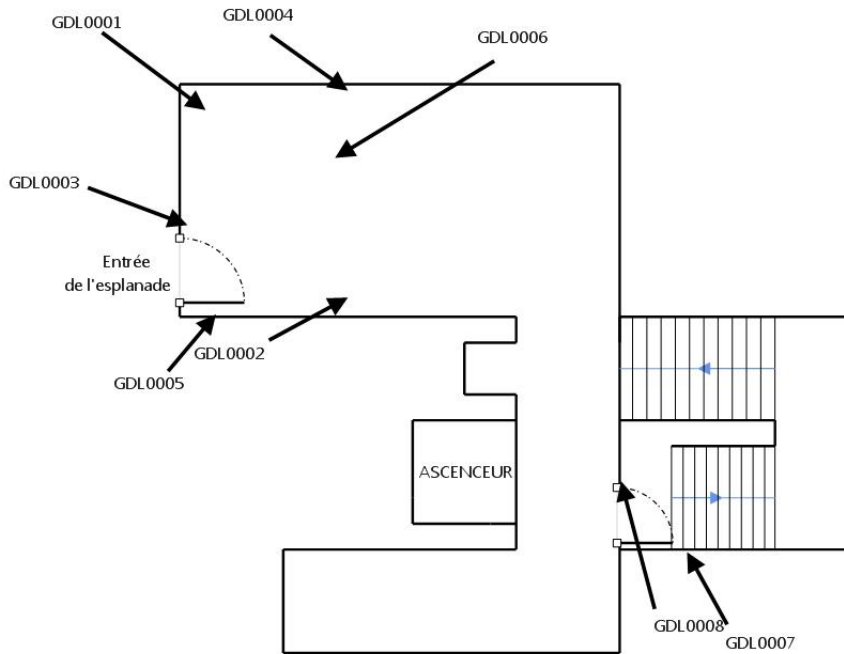 GDL0001
GDL0004
GDL0006
GDL0003
Entrée
de l'esplanade
GDL0002
GDL0005
ASCENCEUR
GDL0008
GDL0007